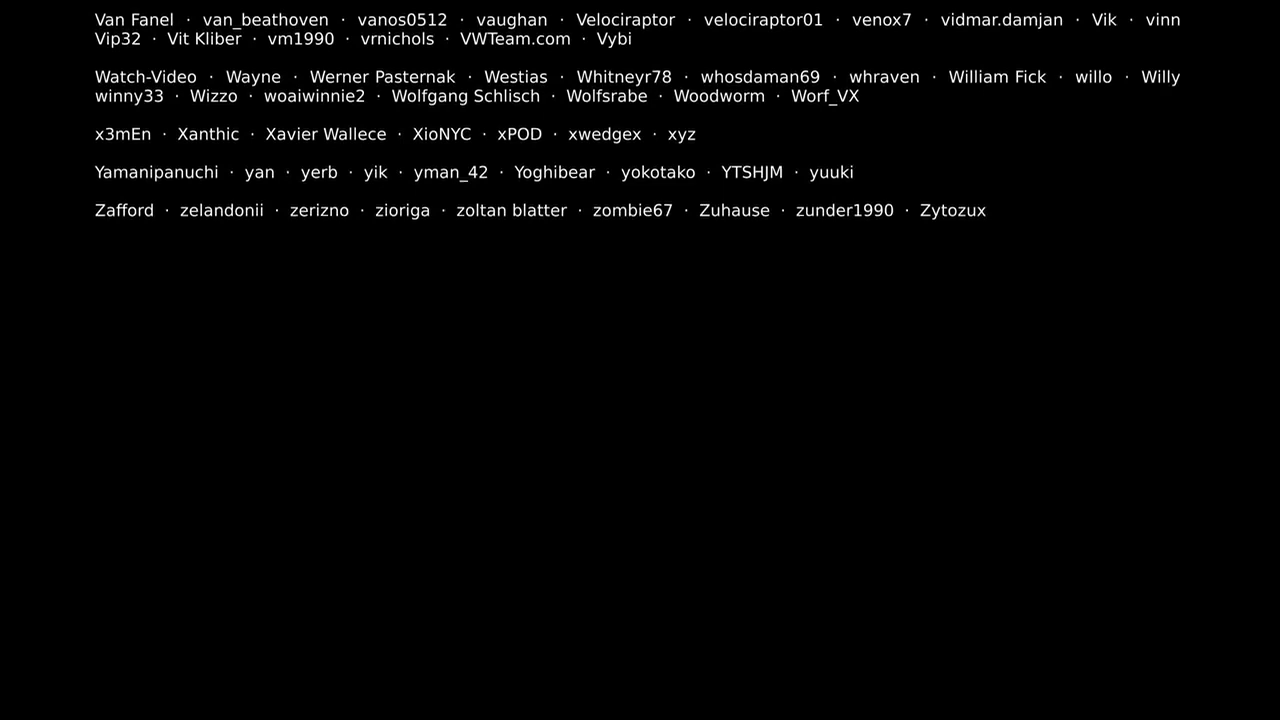 Van Fanel · van_beathoven · vanos0512 · vaughan · Velociraptor · velociraptor01 · venox7 · vidmar.damjan · Vik · vinn
Vip32 · Vit Kliber · vm1990 · vrnichols · VWTeam.com · Vybi
Watch-Video · Wayne · Werner Pasternak · Westias · Whitneyr78 · whosdaman69 · whraven · William Fick · willo · Willy
winny33 · Wizzo · woaiwinnie2 · Wolfgang Schlisch · Wolfsrabe · Woodworm · Worf_VX
x3mEn · Xanthic · Xavier Wallece · XioNYC · xPOD · xwedgex · xyz
Yamanipanuchi · yan · yerb · yik · yman_42 · Yoghibear · yokotako · YTSHJM · yuuki
Zafford · zelandonii · zerizno · zioriga · zoltan blatter · zombie67 · Zuhause · zunder1990 · Zytozux